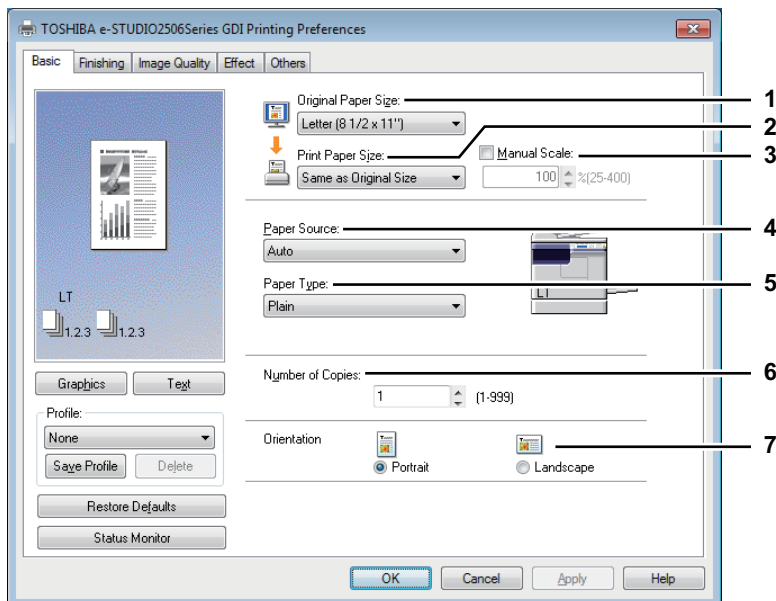 TOSHIBA e-STUDIO2506Series GDI Printing Preferences
Basic
Finishing
Image Quality
Effect
Others
Original Paper Size:
1
Letter (8 1/2 x 11")
2
Print Paper Size:
Manual Scale:
3
Same as Original Size
100
%(25-400)
Paper Source:
4
Auto
Paper Type:
5
Plain
LT
LT
1.2.3
1.2.3
Number of Copies:
6
1
(1-999)
Graphics
Text
Profile:
None
Save Profile
Delete
Orientation
7
Portrait
Landscape
Restore Defaults
Status Monitor
OK
Cancel
Apply
Help